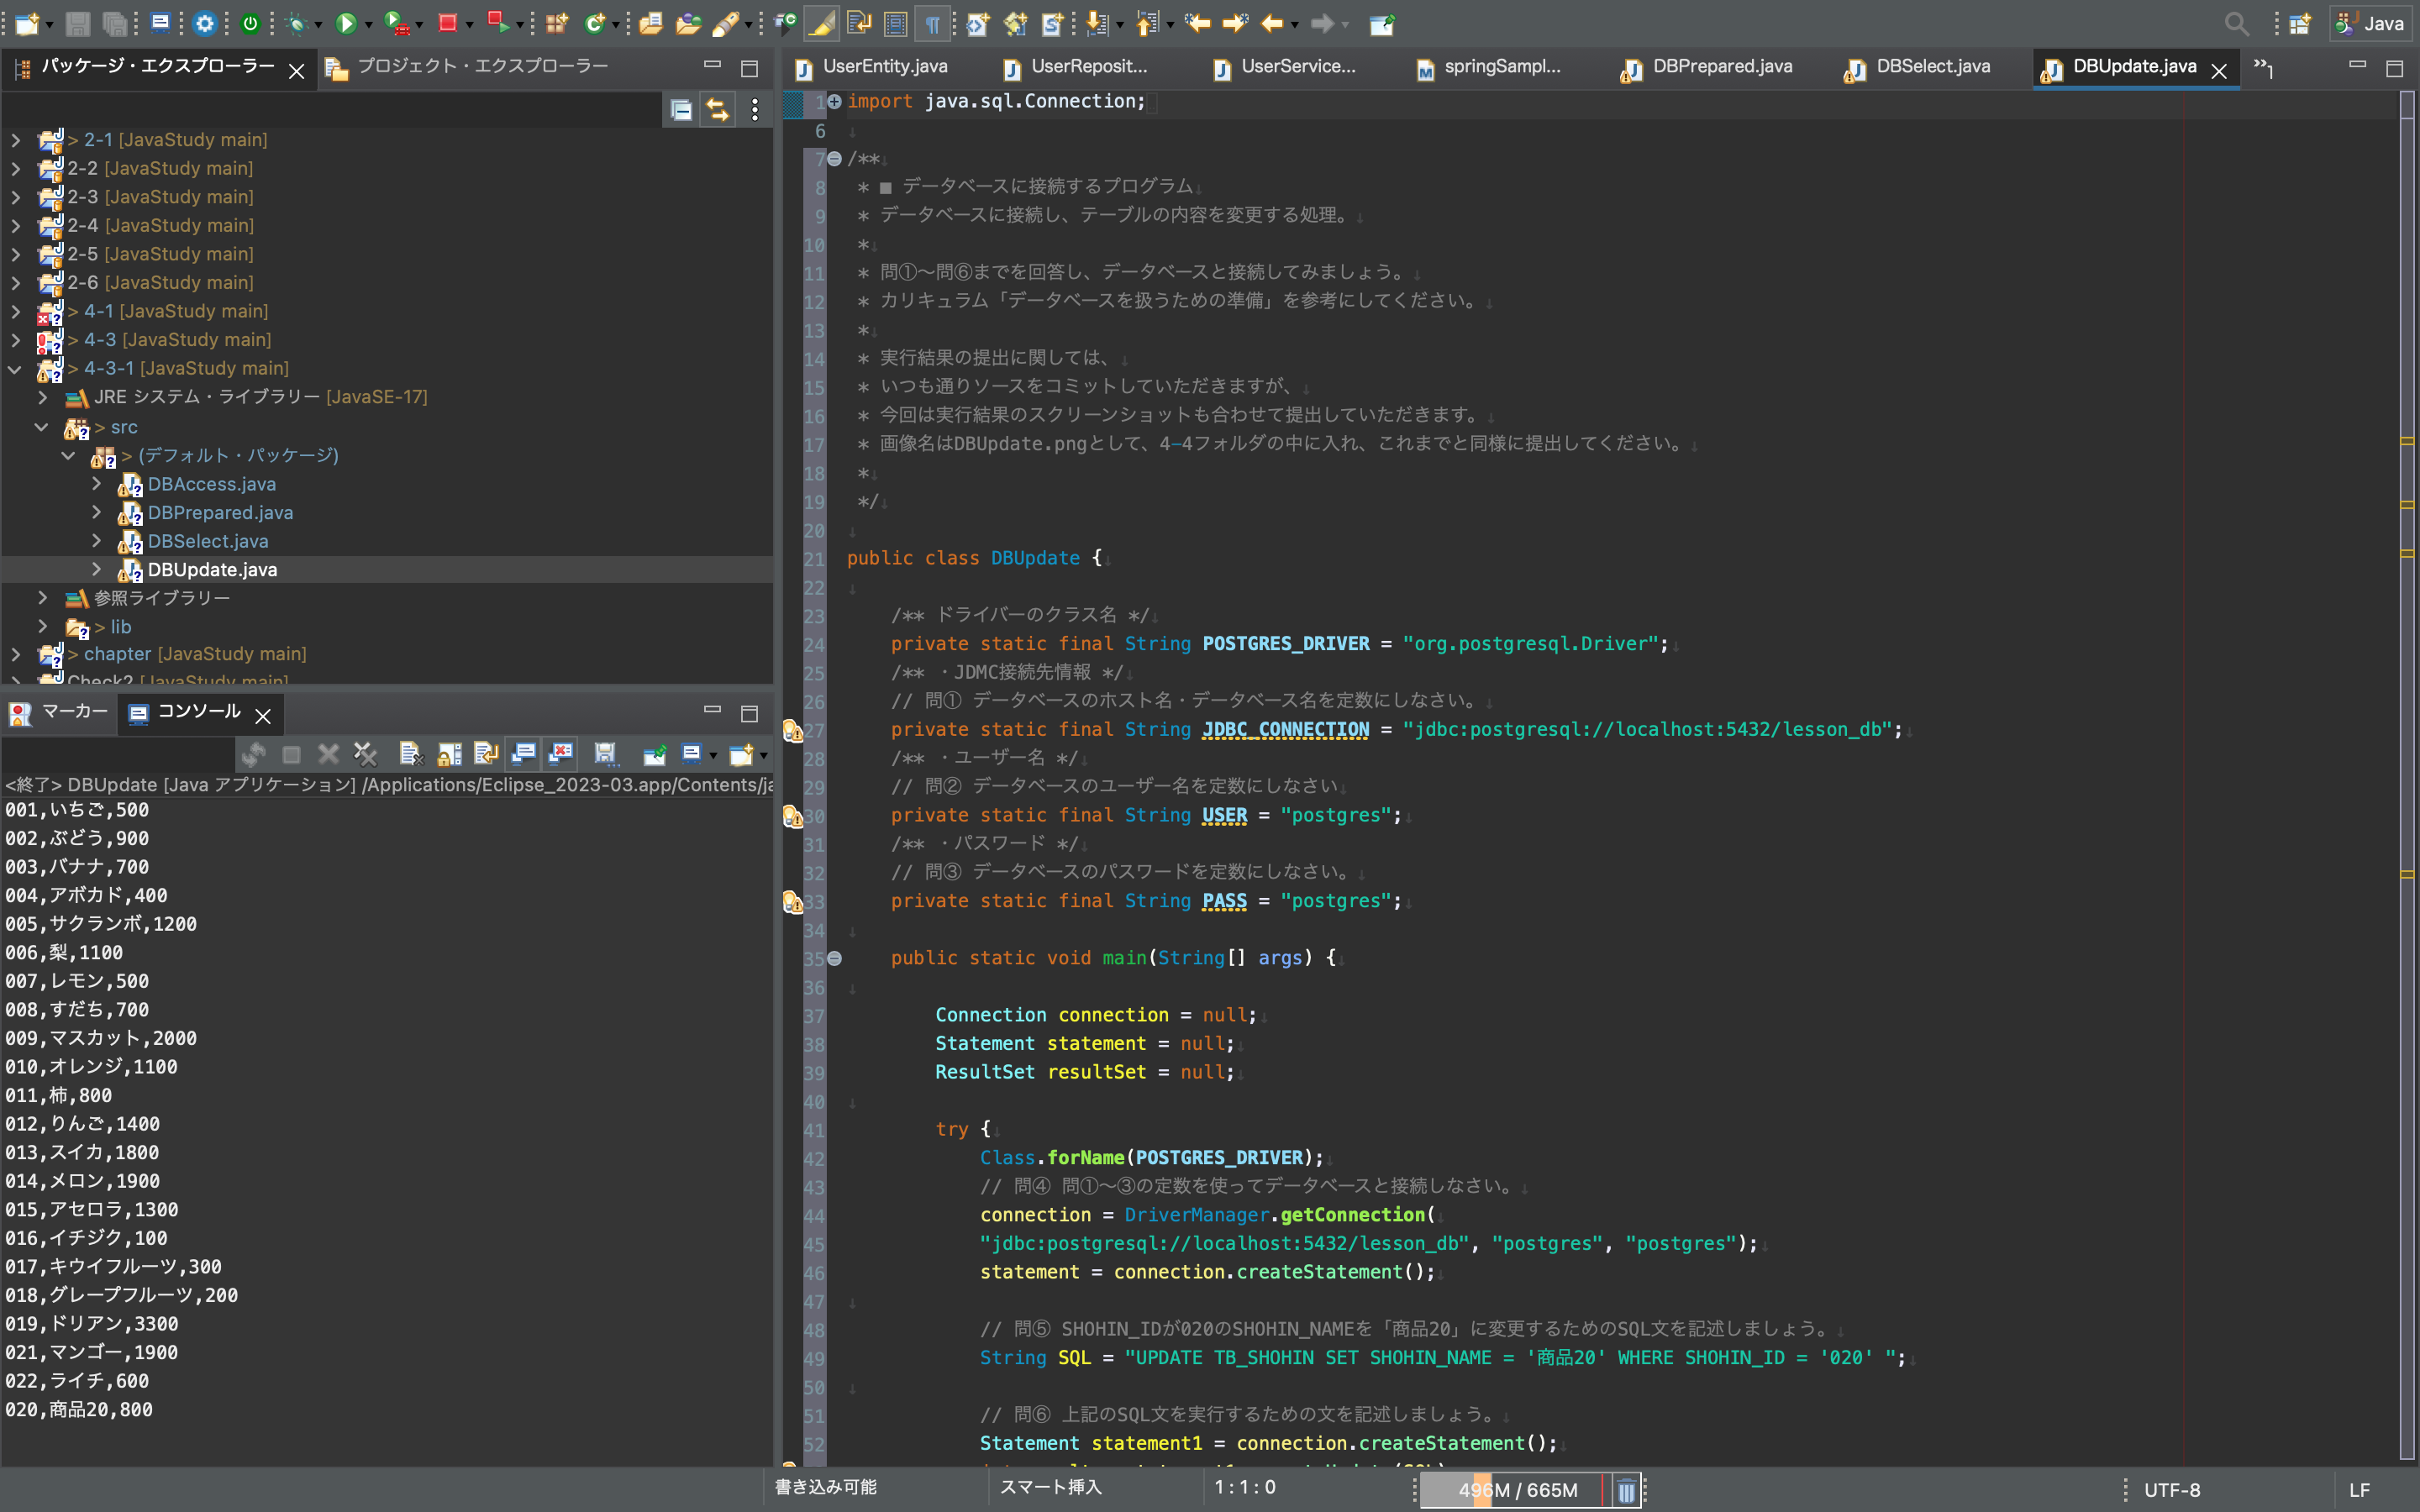 Java
パッケージ・エクスプローラー
プロジェクト・エクスプローラー
> 2-1 [JavaStudy main]
2-2 [JavaStudy main]
2-3 [JavaStudy main]
2-4 [JavaStudy main]
2-5 [JavaStudy main]
2-6 [JavaStudy main]
> 4-1 [JavaStudy main]
> 4-3 [JavaStudy main]
> 4-3-1 [JavaStudy main]
JRE システム・ライブラリー [JavaSE-17]
> src
> (デフォルト・パッケージ)
DBAccess.java
DBPrepared.java
DBSelect.java
DBUpdate.java
参照ライブラリー
> lib
> chapter [JavaStudy main]
Check2 [JavaStudy main]
マーカー
コンソール
<終了> DBUpdate [Java アプリケーション] /Applications/Eclipse_2023-03.app/Contents/ja
001,いちご,500
002,ぶどう,900
003,バナナ,700
004,アボカド,400
005,サクランボ,1200
006,梨,1100
007,レモン,500
008,すだち,700
009,マスカット,2000
010,オレンジ,1100
011,柿,800
012,りんご,1400
013,スイカ,1800
014,メロン,1900
015,アセロラ,1300
016,イチジク,100
017,キウイフルーツ,300
018,グレープフルーツ,200
019,ドリアン,3300
021,マンゴー,1900
022,ライチ,600
020,商品20,800
UserEntity.java
UserReposit...
UserService...
springSampl...
DBPrepared.java
DBSelect.java
DBUpdate.java
»1
1 import java.sql.Connection;
6
7 /**
8 * ■ データベースに接続するプログラム
9 * データベースに接続し、テーブルの内容を変更する処理。
10 *
11 * 問①〜問⑥までを回答し、データベースと接続してみましょう。
12 * カリキュラム「データベースを扱うための準備」を参考にしてください。
13 *
14 * 実行結果の提出に関しては、
15 * いつも通りソースをコミットしていただきますが、
16 * 今回は実行結果のスクリーンショットも合わせて提出していただきます。
17 * 画像名はDBUpdate.pngとして、4-4フォルダの中に入れ、これまでと同様に提出してください。
18 *
19 */
20
21 public class DBUpdate {
22
23 /** ドライバーのクラス名 */
24 private static final String POSTGRES_DRIVER = "org.postgresql.Driver";
25 /** ・JDMC接続先情報 */
26 // 問① データベースのホスト名・データベース名を定数にしなさい。
27 private static final String JDBC_CONNECTION = "jdbc:postgresql://localhost:5432/lesson_db";
28 /** ・ユーザー名 */
29 // 問② データベースのユーザー名を定数にしなさい
30 private static final String USER = "postgres";
31 /** ・パスワード */
32 // 問③ データベースのパスワードを定数にしなさい。
33 private static final String PASS = "postgres";
34
35 public static void main(String[] args) {
36
37 Connection connection = null;
38 Statement statement = null;
39 ResultSet resultSet = null;
40
41 try {
42 Class.forName(POSTGRES_DRIVER);
43 // 問④ 問①〜③の定数を使ってデータベースと接続しなさい。
44 connection = DriverManager.getConnection(
45 "jdbc:postgresql://localhost:5432/lesson_db", "postgres", "postgres");
46 statement = connection.createStatement();
47
48 // 問⑤ SHOHIN_IDが020のSHOHIN_NAMEを「商品20」に変更するためのSQL文を記述しましょう。
49 String SQL = "UPDATE TB_SHOHIN SET SHOHIN_NAME = '商品20' WHERE SHOHIN_ID = '020' ";
50
51 // 問⑥ 上記のSQL文を実行するための文を記述しましょう。
52 Statement statement1 = connection.createStatement();
書き込み可能
スマート挿入
1 : 1 : 0
496M / 665M
UTF-8
LF